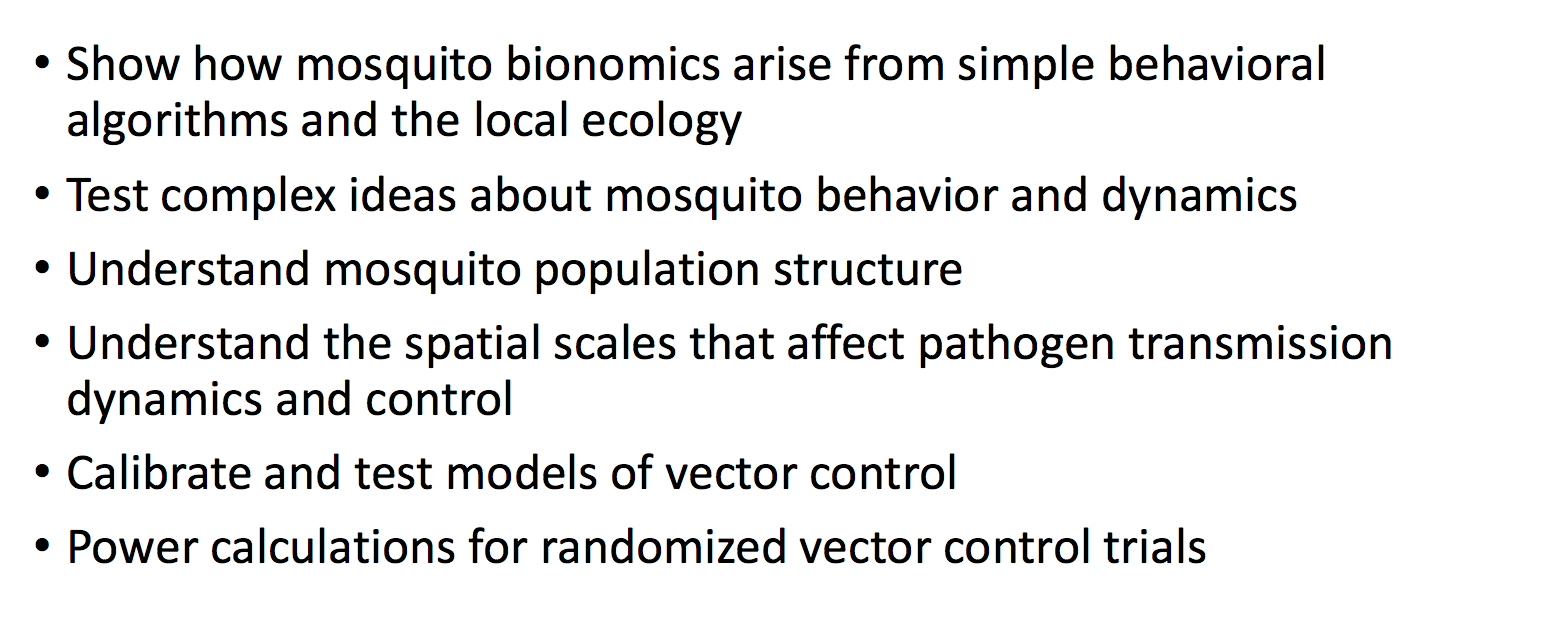 • Show how mosquito bionomics arise from simple behavioral
algorithms and the local ecology
• Test complex ideas about mosquito behavior and dynamics
• Understand mosquito population structure
• Understand the spatial scales that affect pathogen transmission
dynamics and control
• Calibrate and test models of vector control
• Power calculations for randomized vector control trials